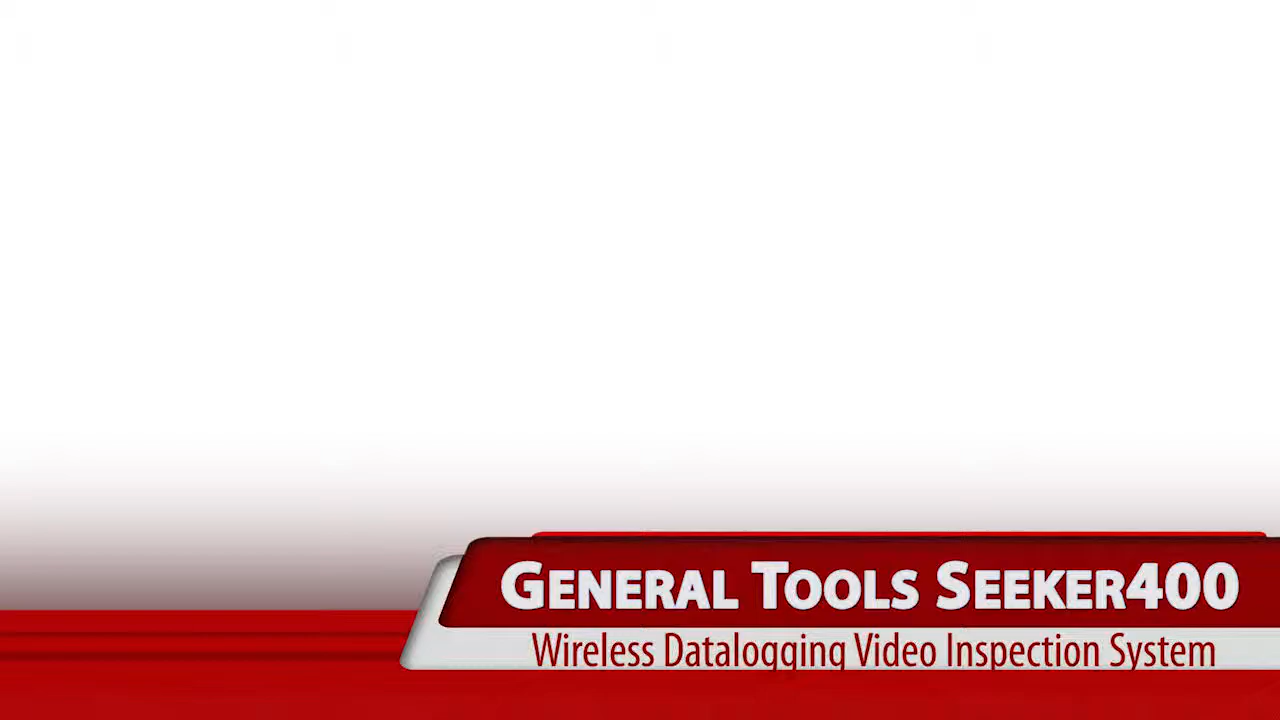 GENERAL TOOLS SEEKER400
Wireless Datalogging Video Inspection System